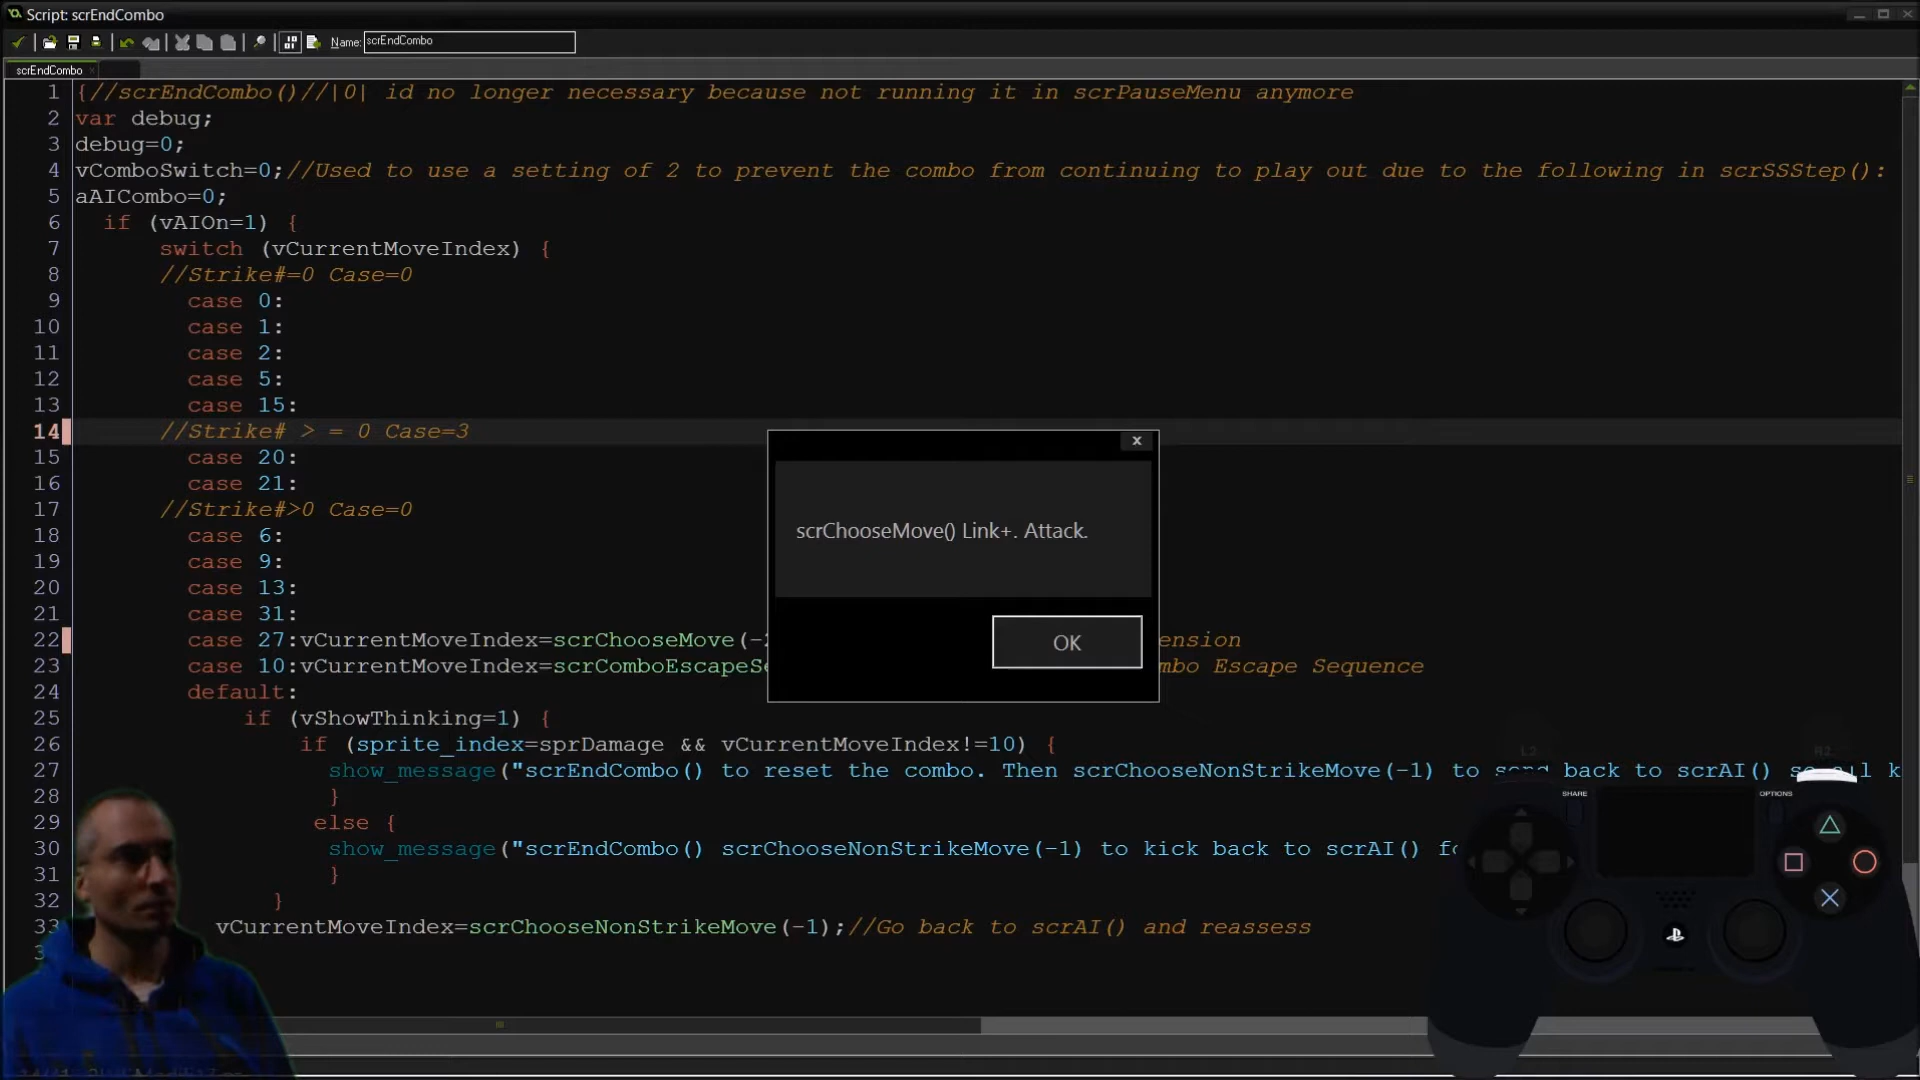 Script: scrEndCombo
Name: scrEndCombo
scrEndCombo
1 {//scrEndCombo()//|0| id no longer necessary because not running it in scrPauseMenu anymore
2 var debug;
3 debug=0;
4 vComboSwitch=0;//Used to use a setting of 2 to prevent the combo from continuing to play out due to the following in scrSSStep():
5 aAICombo=0;
6 if (vAIOn=1) {
7 switch (vCurrentMoveIndex) {
8 //Strike#=0 Case=0
9 case 0:
10 case 1:
11 case 2:
12 case 5:
13 case 15:
14 //Strike# > = 0 Case=3
15 case 20:
16 case 21:
17 //Strike#>0 Case=0
18 case 6:
19 case 9:
20 case 13:
21 case 31:
22 case 27:vCurrentMoveIndex=scrChooseMove(- ension
23 case 10:vCurrentMoveIndex=scrComboEscapeSe mbo Escape Sequence
24 default:
25 if (vShowThinking=1) {
26 if (sprite_index=sprDamage && vCurrentMoveIndex!=10) {
27 show_message("scrEndCombo() to reset the combo. Then scrChooseNonStrikeMove(-1) to send back to scrAI()
28 }
29 else {
30 show_message("scrEndCombo() scrChooseNonStrikeMove(-1) to kick back to scrAI()
31 }
32 }
33 vCurrentMoveIndex=scrChooseNonStrikeMove(-1);//Go back to scrAI() and reassess
scrChooseMove() Link+. Attack.
OK
L2
R2
SHARE
OPTIONS